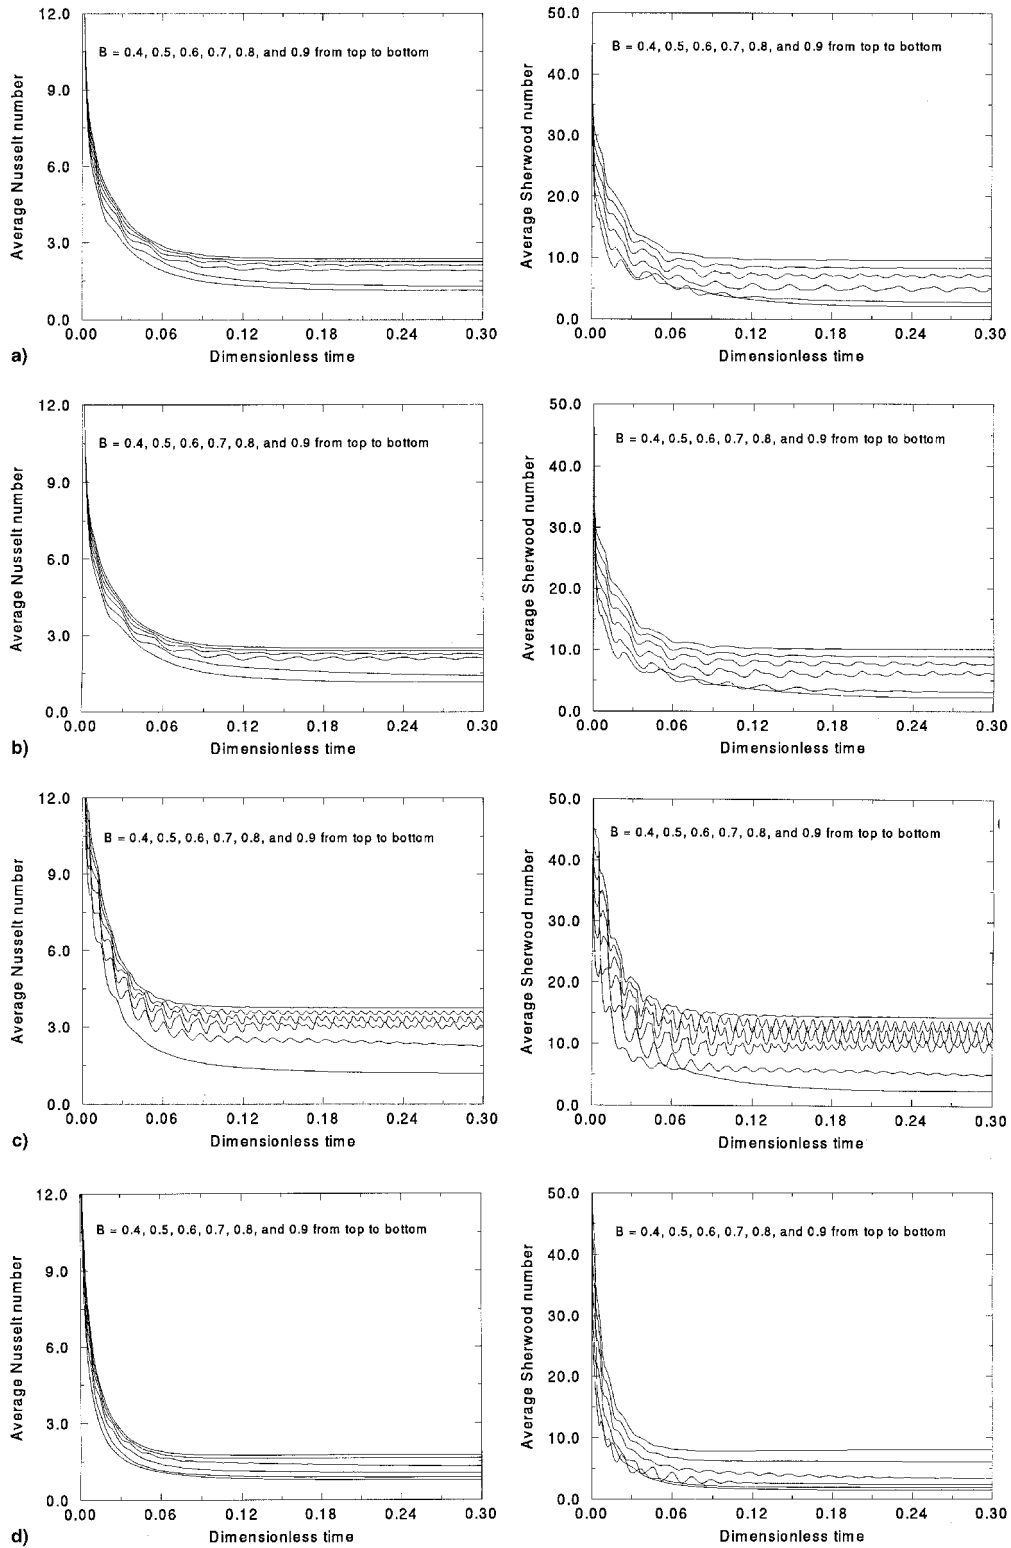 12.0
9.0
6.0
3.0
0.0
Average Nusselt number
B = 0.4, 0.5, 0.6, 0.7, 0.8, and 0.9 from top to bottom
0.00 0.06 0.12 0.18 0.24 0.30
Dimensionless time
a)
50.0
40.0
30.0
20.0
10.0
0.0
Average Sherwood number
B = 0.4, 0.5, 0.6, 0.7, 0.8, and 0.9 from top to bottom
0.00 0.06 0.12 0.18 0.24 0.30
Dimensionless time
12.0
9.0
6.0
3.0
0.0
Average Nusselt number
B = 0.4, 0.5, 0.6, 0.7, 0.8, and 0.9 from top to bottom
0.00 0.06 0.12 0.18 0.24 0.30
Dimensionless time
b)
50.0
40.0
30.0
20.0
10.0
0.0
Average Sherwood number
B = 0.4, 0.5, 0.6, 0.7, 0.8, and 0.9 from top to bottom
0.00 0.06 0.12 0.18 0.24 0.30
Dimensionless time
12.0
9.0
6.0
3.0
0.0
Average Nusselt number
B = 0.4, 0.5, 0.6, 0.7, 0.8, and 0.9 from top to bottom
0.00 0.06 0.12 0.18 0.24 0.30
Dimensionless time
c)
50.0
40.0
30.0
20.0
10.0
0.0
Average Sherwood number
B = 0.4, 0.5, 0.6, 0.7, 0.8, and 0.9 from top to bottom
0.00 0.06 0.12 0.18 0.24 0.30
Dimensionless time
12.0
9.0
6.0
3.0
0.0
Average Nusselt number
B = 0.4, 0.5, 0.6, 0.7, 0.8, and 0.9 from top to bottom
0.00 0.06 0.12 0.18 0.24 0.30
Dimensionless time
d)
50.0
40.0
30.0
20.0
10.0
0.0
Average Sherwood number
B = 0.4, 0.5, 0.6, 0.7, 0.8, and 0.9 from top to bottom
0.00 0.06 0.12 0.18 0.24 0.30
Dimensionless time